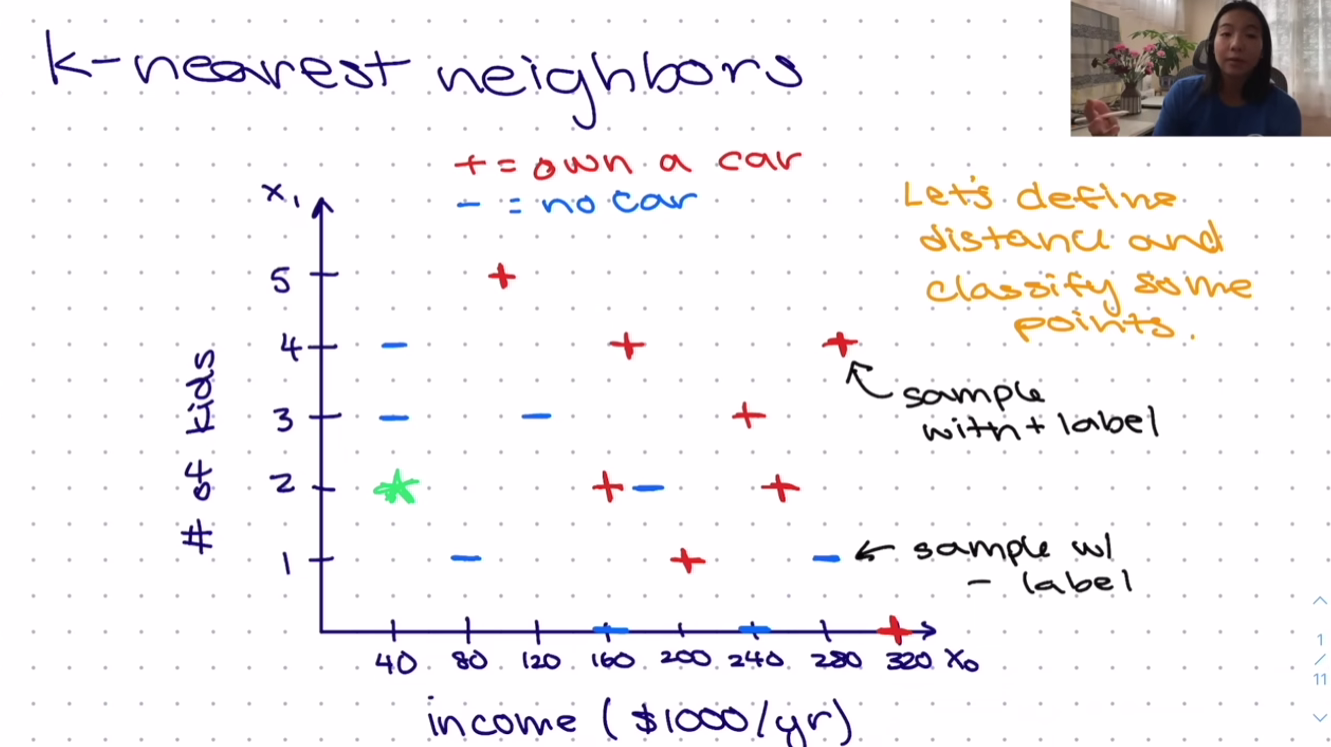 k-nearest neighbors
+ = own a car
- = no car
Let's define
distance and
classify some
points.
x₁
5
4
3
2
1
# of kids
sample
with + label
sample w/
- label
40 80 120 160 200 240 280 320 x₀
income ($1000/yr)
1
/
11